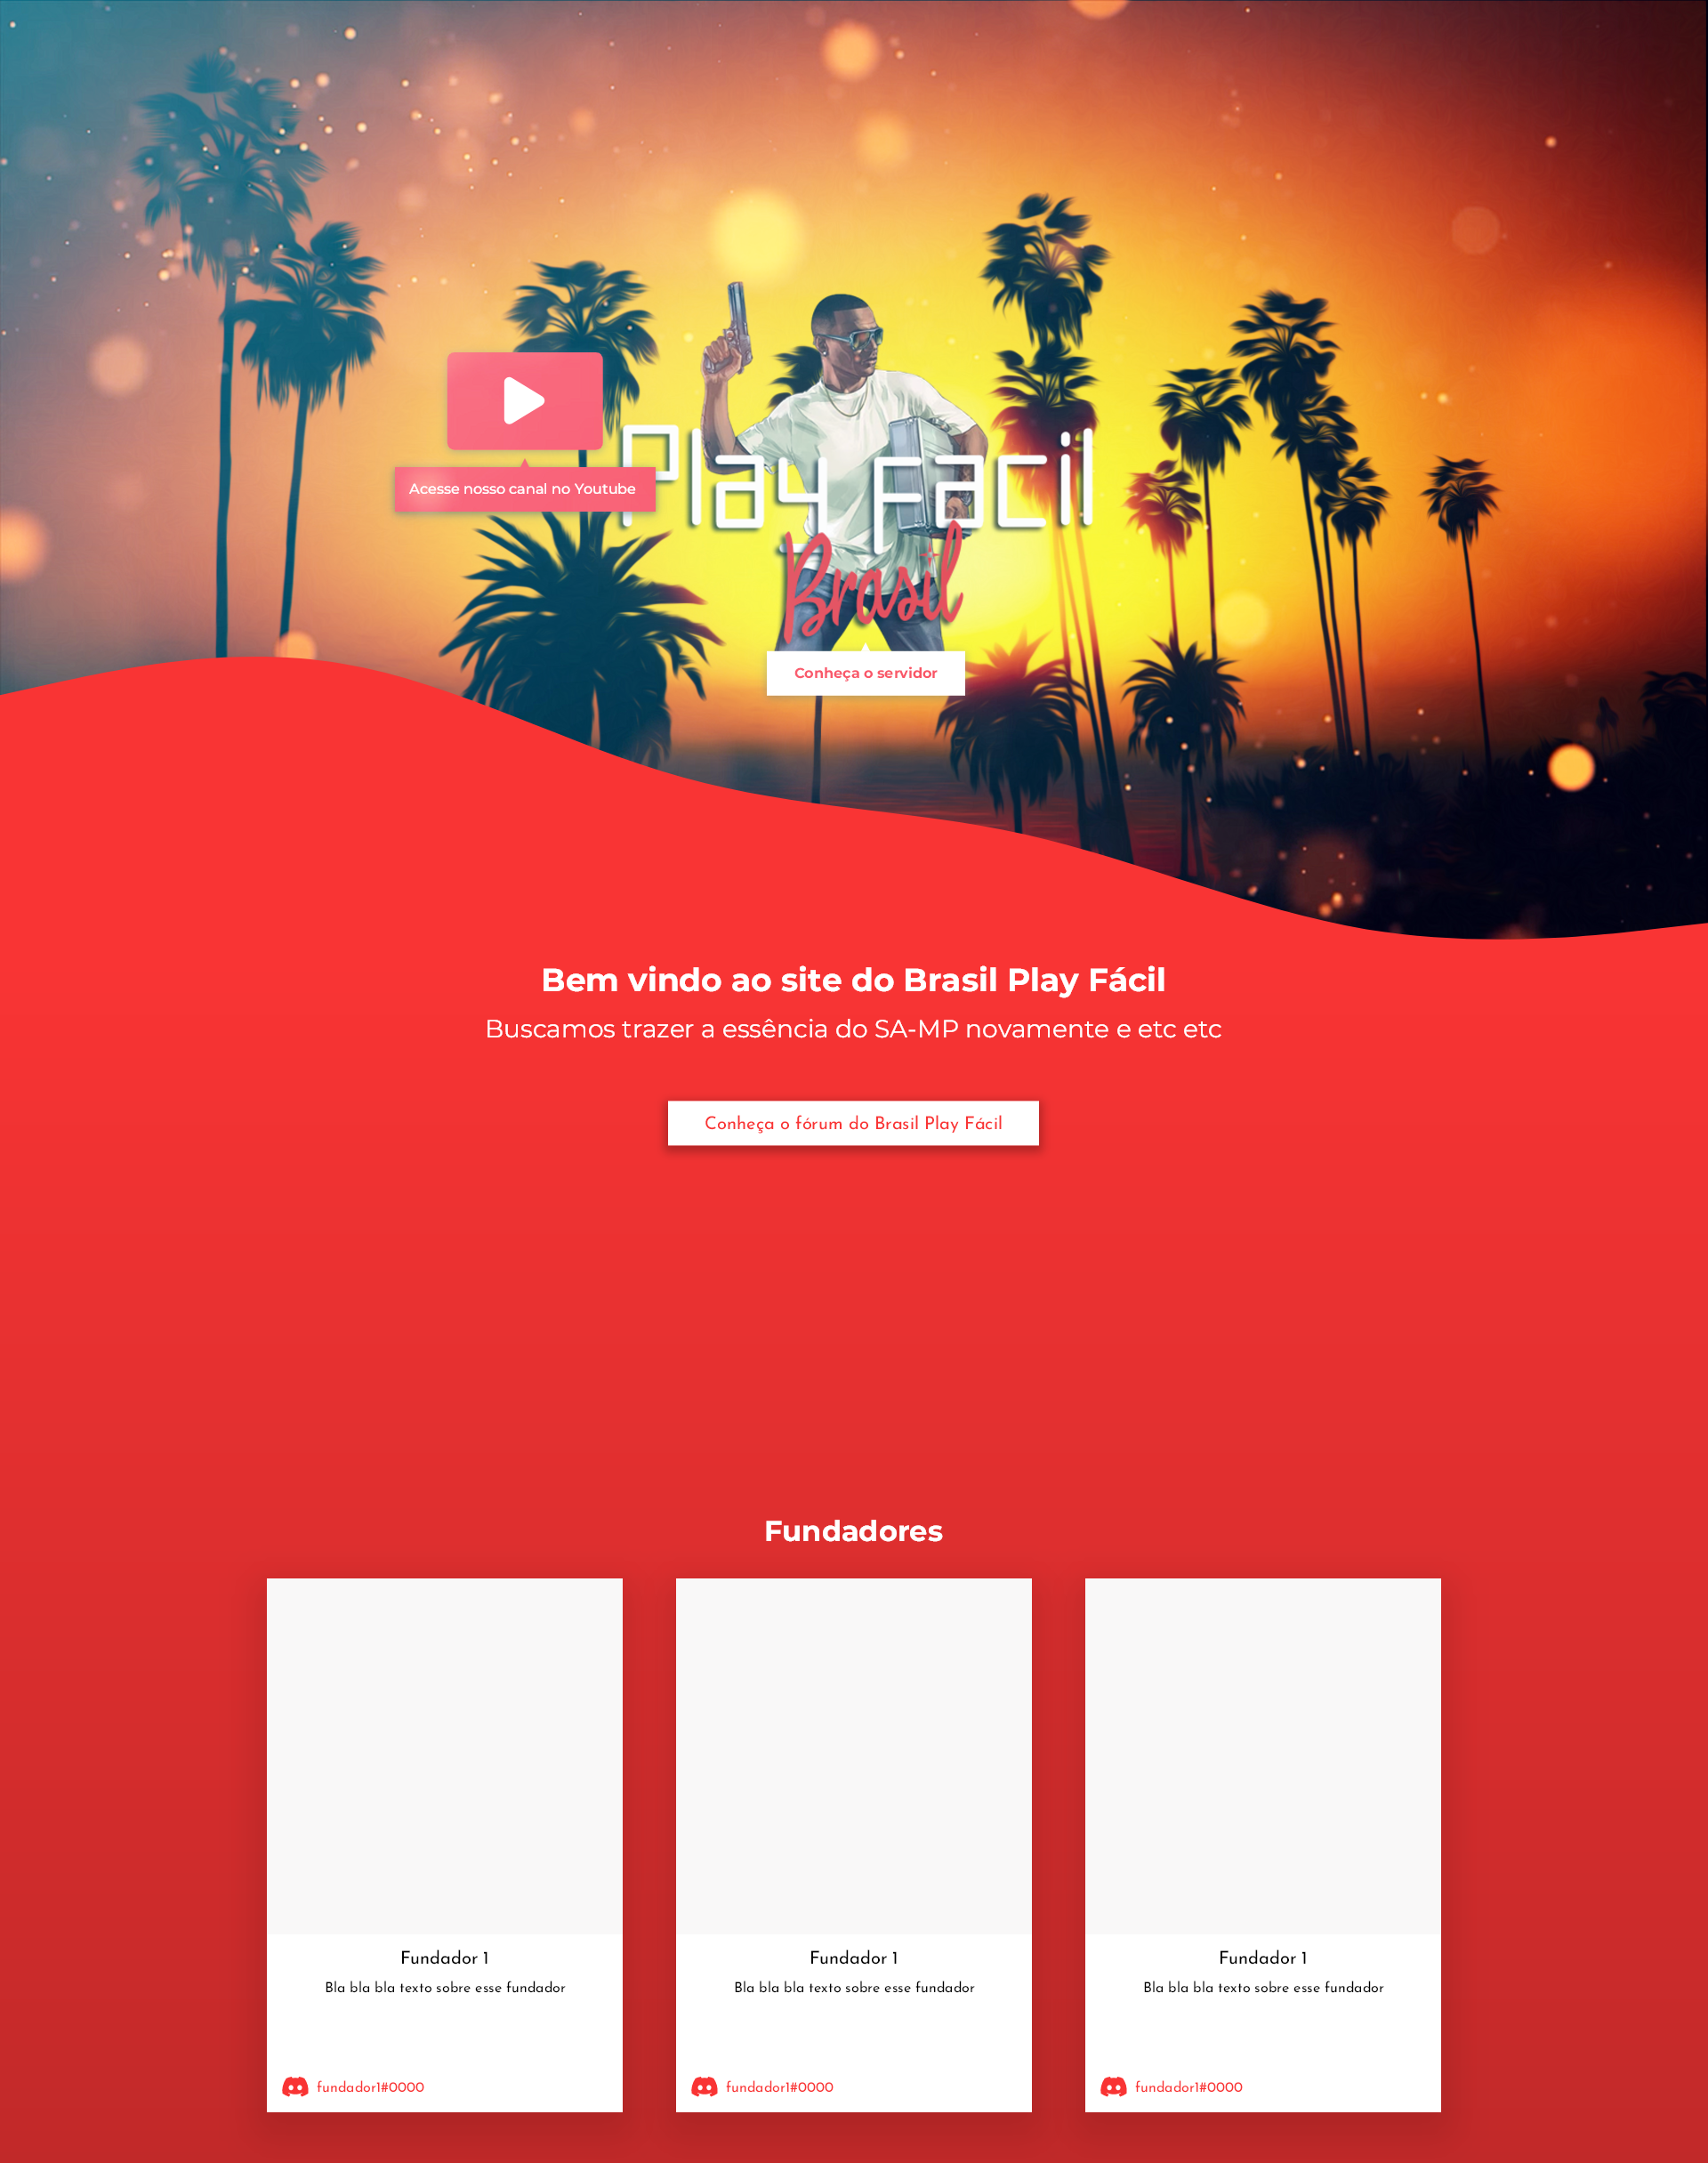 Play Facil
Brasil
Acesse nosso canal no Youtube
Conheça o servidor
Bem vindo ao site do Brasil Play Fácil
Buscamos trazer a essência do SA-MP novamente e etc etc
Conheça o fórum do Brasil Play Fácil
Fundadores
Fundador 1
Bla bla bla texto sobre esse fundador
fundador1#0000
Fundador 1
Bla bla bla texto sobre esse fundador
fundador1#0000
Fundador 1
Bla bla bla texto sobre esse fundador
fundador1#0000